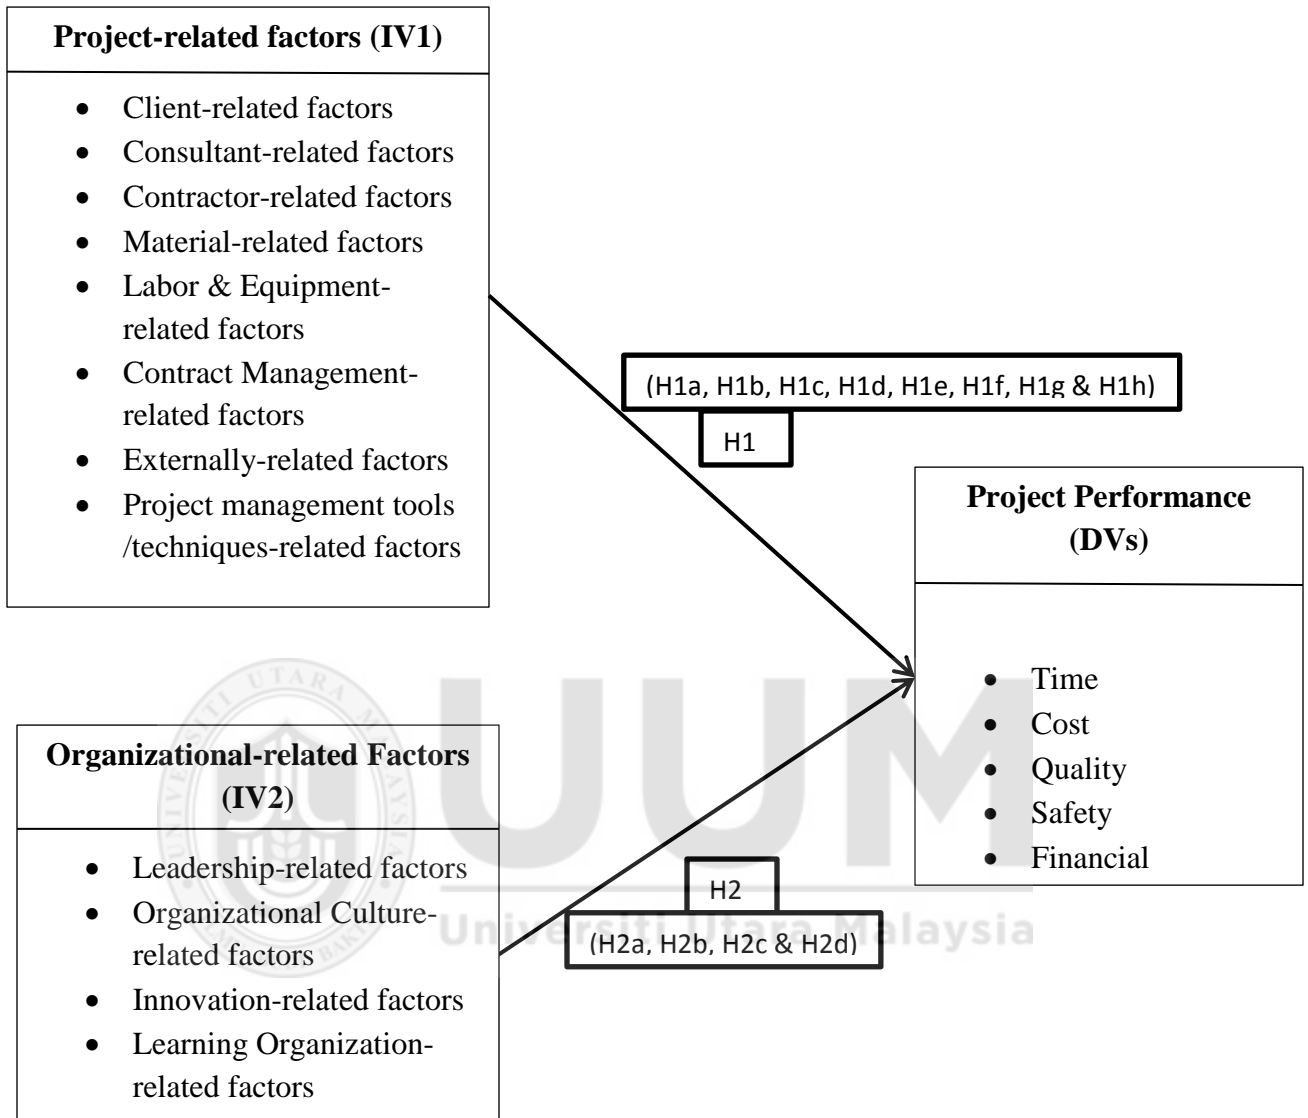 Project-related factors (IV1)
• Client-related factors
• Consultant-related factors
• Contractor-related factors
• Material-related factors
• Labor & Equipment-
related factors
• Contract Management-
related factors
• Externally-related factors
• Project management tools
/techniques-related factors
(H1a, H1b, H1c, H1d, H1e, H1f, H1g & H1h)
H1
Project Performance
(DVs)
• Time
• Cost
• Quality
• Safety
• Financial
Organizational-related Factors
(IV2)
• Leadership-related factors
• Organizational Culture-
related factors
• Innovation-related factors
• Learning Organization-
related factors
H2
(H2a, H2b, H2c & H2d)
UUM
Universiti Utara Malaysia
UNIVERSITI UTARA MALAYSIA